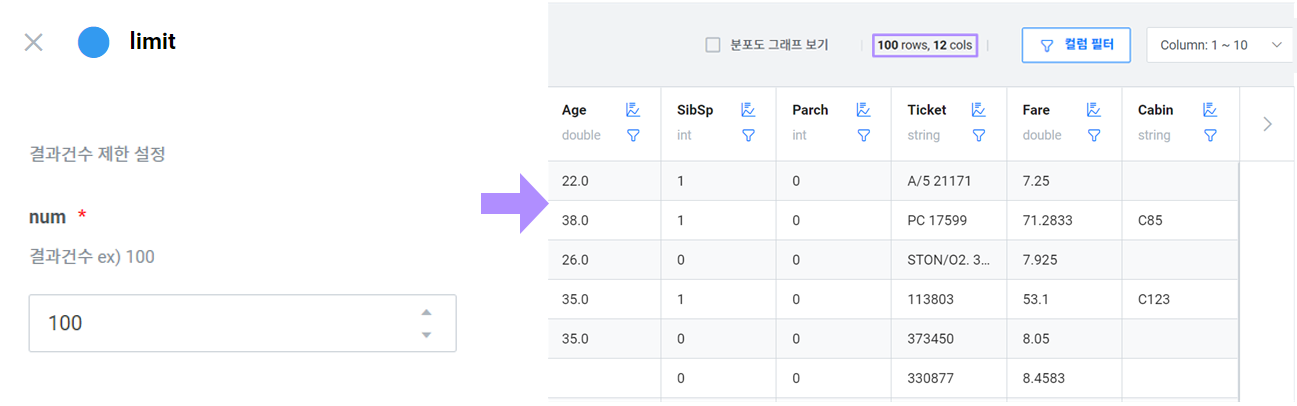 limit
결과건수 제한 설정
num *
결과건수 ex) 100
100
분포도 그래프 보기 100 rows, 12 cols 컬럼 필터 Column: 1 ~ 10
Age SibSp Parch Ticket Fare Cabin
double int int string double string
22.0 1 0 A/5 21171 7.25
38.0 1 0 PC 17599 71.2833 C85
26.0 0 0 STON/O2. 3... 7.925
35.0 1 0 113803 53.1 C123
35.0 0 0 373450 8.05
0 0 330877 8.4583